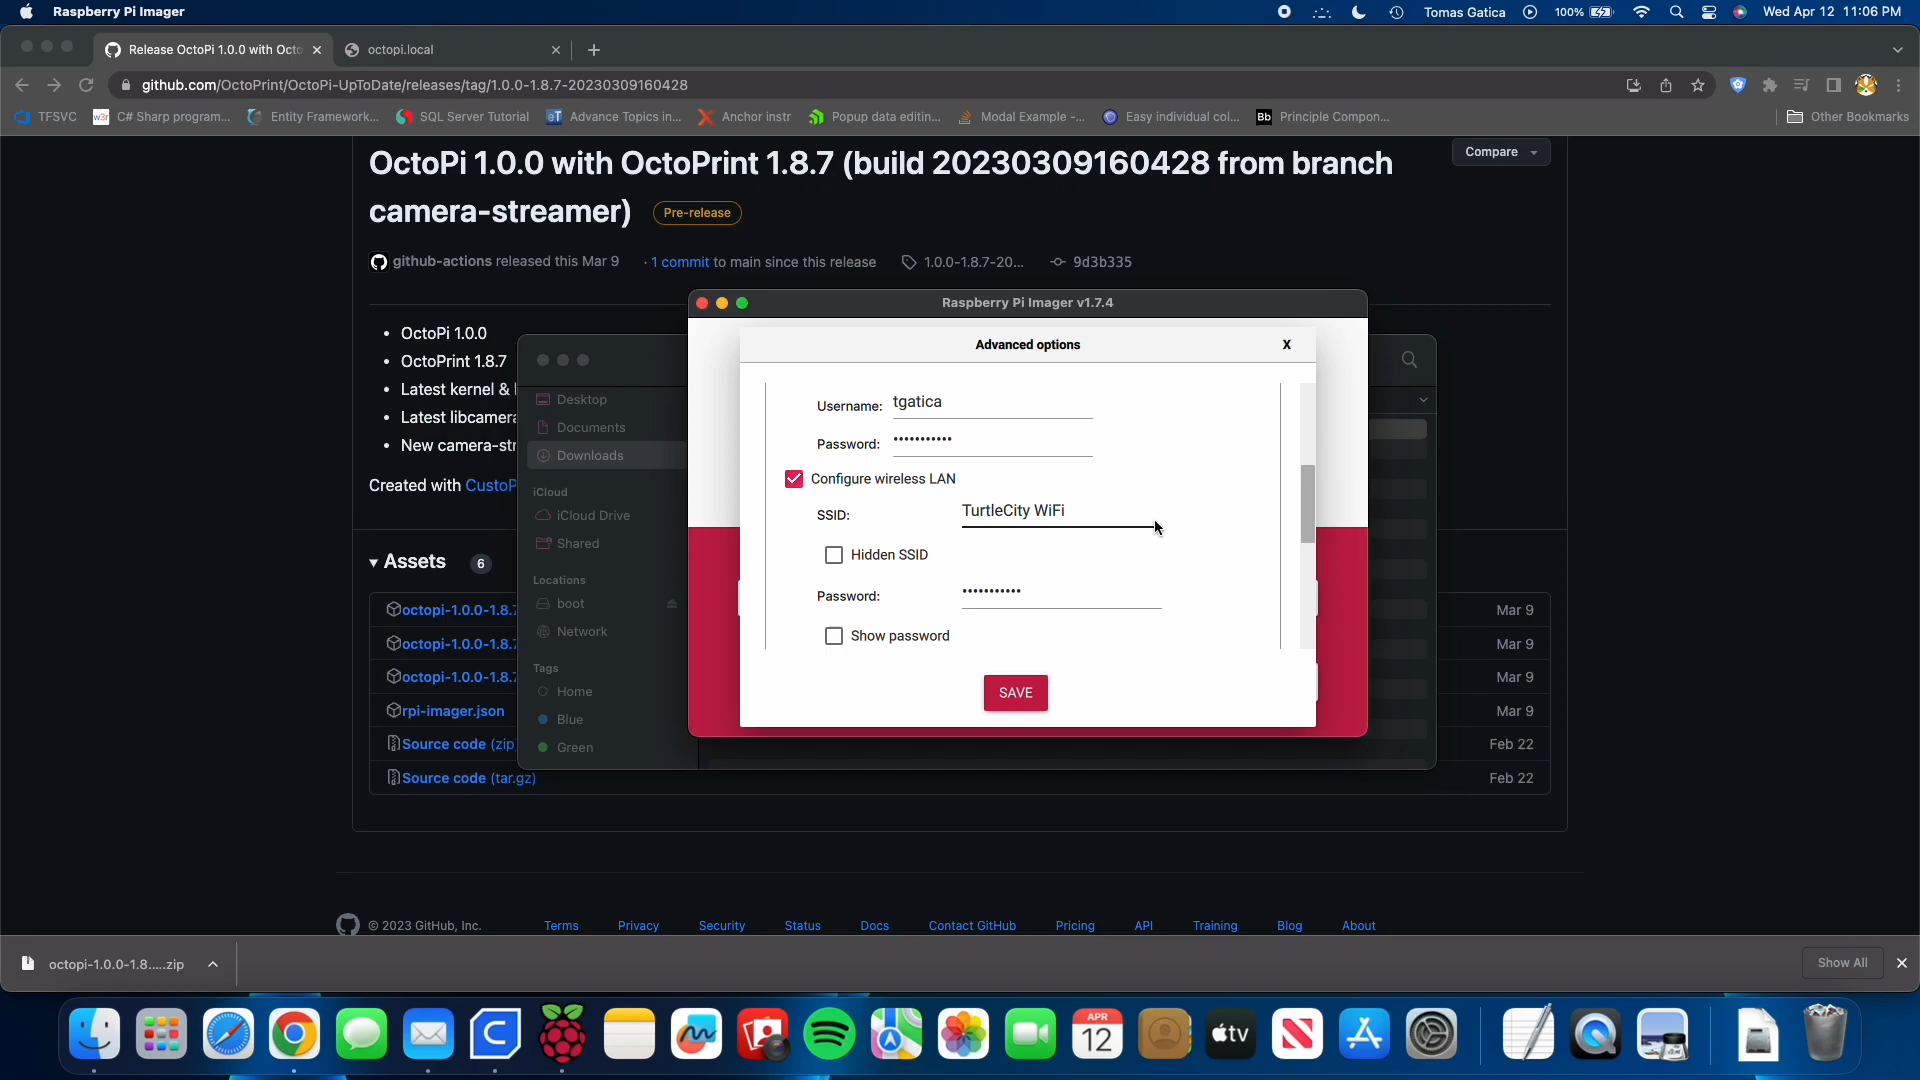 Raspberry Pi Imager
Tomas Gatica
100%
Wed Apr 12 11:06 PM
Release OctoPi 1.0.0 with Octo
octopi.local
github.com/OctoPrint/OctoPi-UpToDate/releases/tag/1.0.0-1.8.7-20230309160428
TFSVC
w3r
C# Sharp program...
Entity Framework...
SQL Server Tutorial
Advance Topics in...
Anchor instr
Popup data editin...
Modal Example -...
Easy individual col...
Bb
Principle Compon...
Other Bookmarks
OctoPi 1.0.0 with OctoPrint 1.8.7 (build 20230309160428 from branch
camera-streamer)
Pre-release
Compare
github-actions released this Mar 9
· 1 commit to main since this release
1.0.0-1.8.7-20...
9d3b335
• OctoPi 1.0.0
• OctoPrint 1.8.7
• Latest kernel &
• Latest libcamera
• New camera-str
Created with CustoP
Assets 6
octopi-1.0.0-1.8.7
Mar 9
octopi-1.0.0-1.8.7
Mar 9
octopi-1.0.0-1.8.7
Mar 9
rpi-imager.json
Mar 9
Source code (zip
Feb 22
Source code (tar.gz)
Feb 22
Desktop
Documents
Downloads
iCloud
iCloud Drive
Shared
Locations
boot
Network
Tags
Home
Blue
Green
Raspberry Pi Imager v1.7.4
Advanced options
X
Username: tgatica
Password: •••••••••••
Configure wireless LAN
SSID: TurtleCity WiFi
Hidden SSID
Password: •••••••••••
Show password
SAVE
© 2023 GitHub, Inc.
Terms
Privacy
Security
Status
Docs
Contact GitHub
Pricing
API
Training
Blog
About
octopi-1.0.0-1.8.....zip
Show All
APR
12
tv